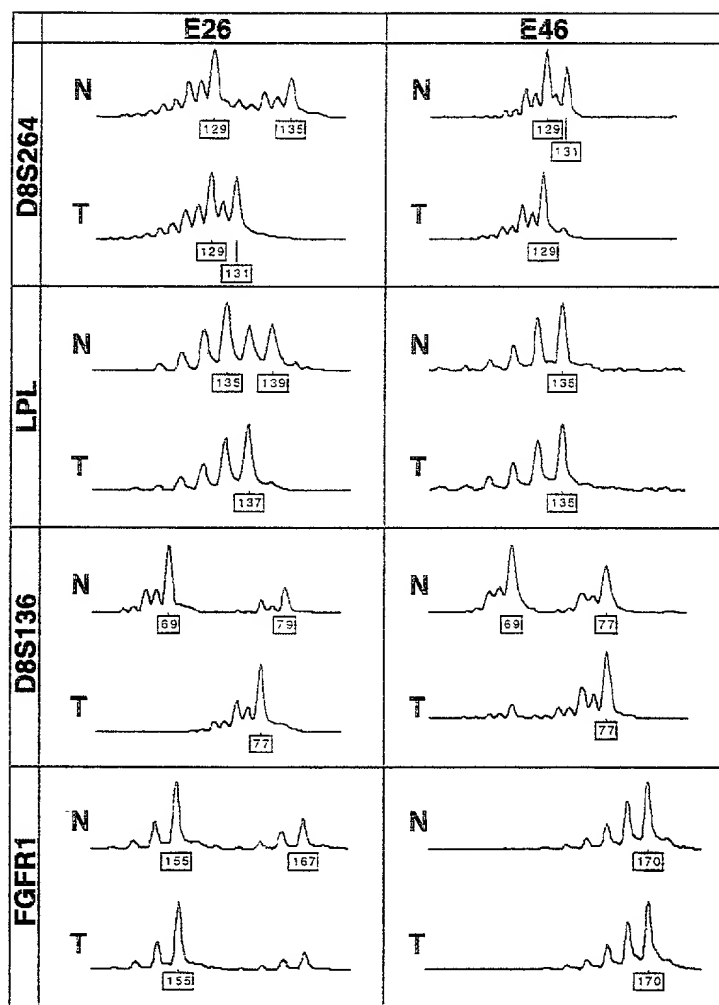 E26 E46
D8S264
N
129 135
129
131
T
129
131
129
LPL
N
135 139
135
T
137
135
D8S136
N
69 79
69 77
T
77
77
FGFR1
N
155 167
170
T
155
170
N
T
N
T
N
T
N
T